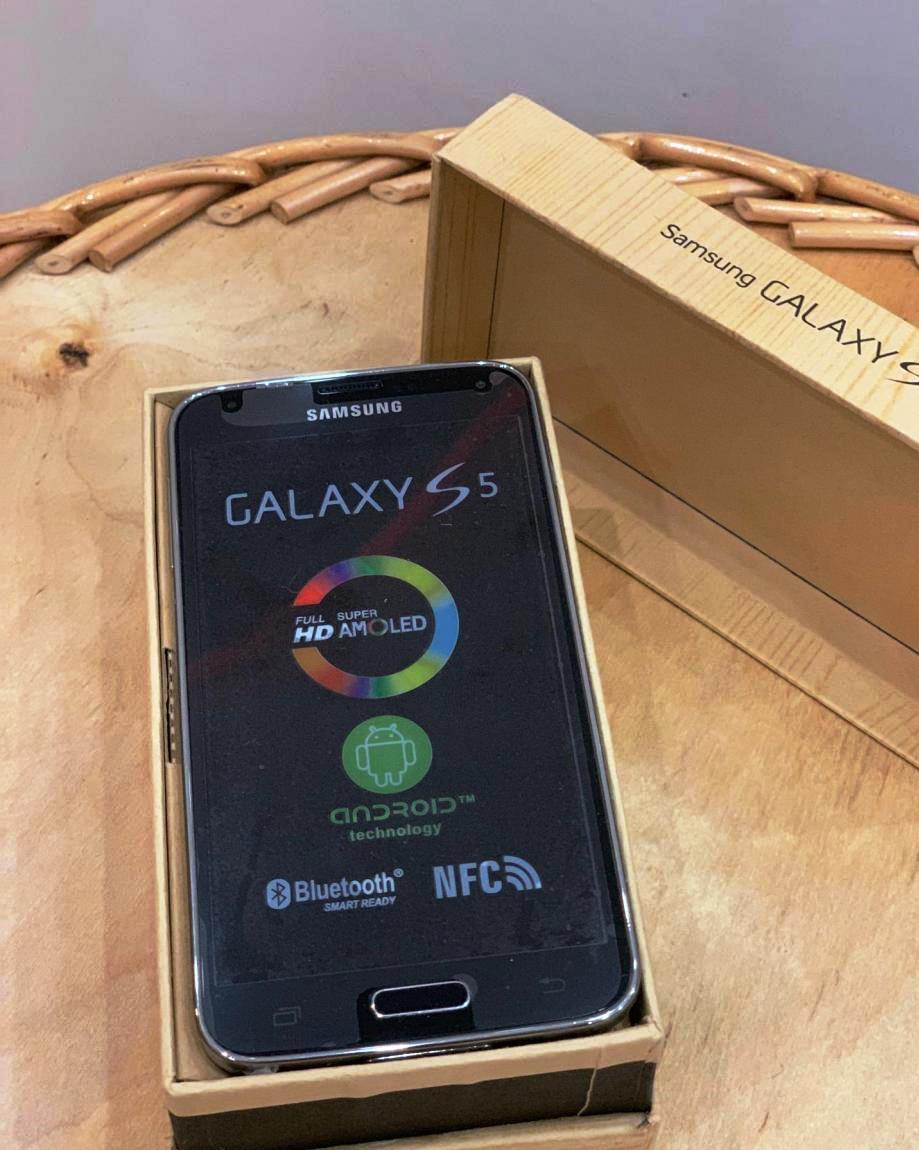 Samsung GALAXY S
SAMSUNG
GALAXY S5
FULL SUPER
HD AMOLED
ANDROID™
technology
Bluetooth®
SMART READY
NFC